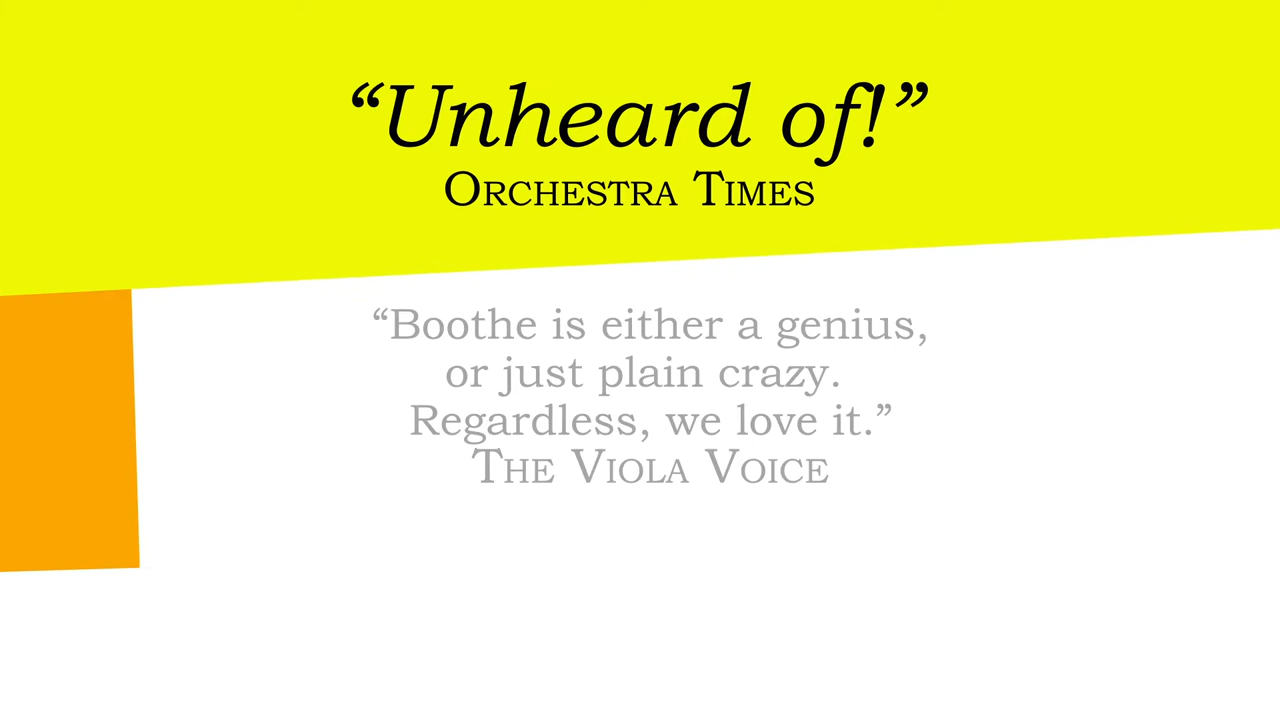 “Unheard of!”
Orchestra Times
“Boothe is either a genius,
or just plain crazy.
Regardless, we love it.”
The Viola Voice